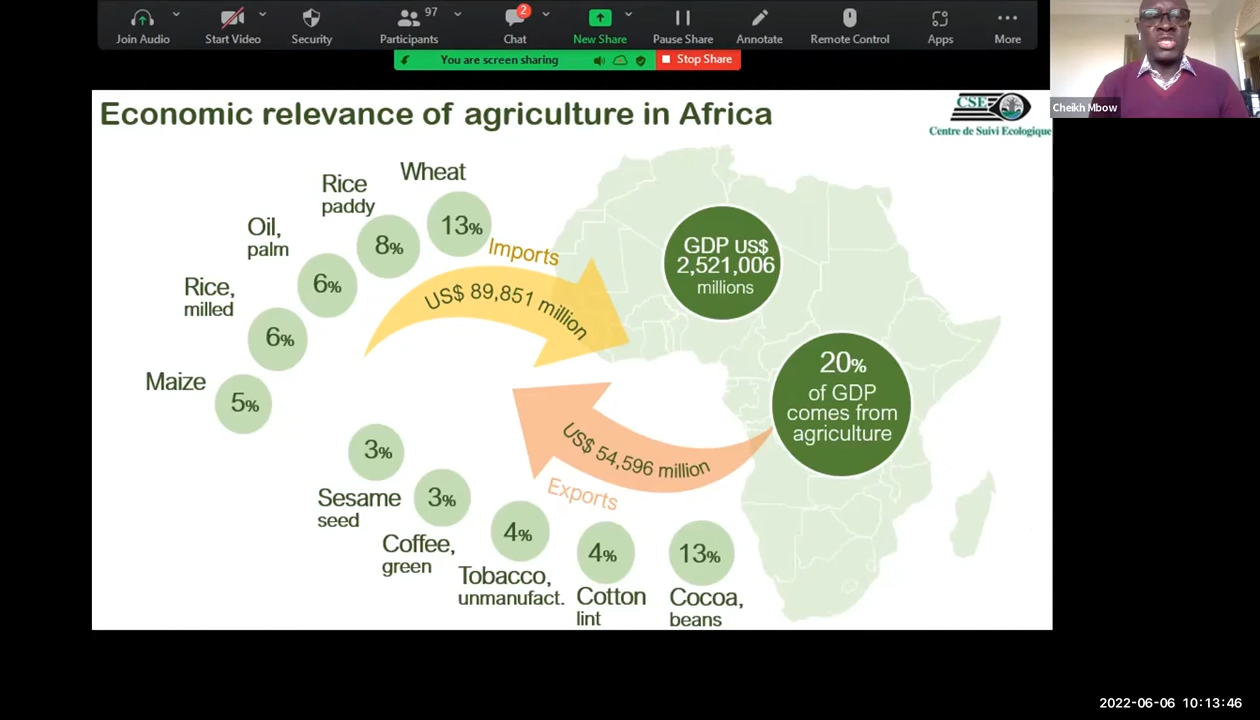 Join Audio
Start Video
Security
97
Participants
2
Chat
New Share
Pause Share
Annotate
Remote Control
Apps
More
You are screen sharing
Stop Share
Cheikh Mbow
Economic relevance of agriculture in Africa
CSE
Centre de Suivi Ecologique
Wheat
13%
Rice
paddy
8%
Oil,
palm
6%
Rice,
milled
6%
Maize
5%
Imports
US$ 89,851 million
GDP US$
2,521,006
millions
20%
of GDP
comes from
agriculture
US$ 54,596 million
Exports
3%
Sesame
seed
3%
Coffee,
green
4%
Tobacco,
unmanufact.
4%
Cotton
lint
13%
Cocoa,
beans
2022-06-06 10:13:46